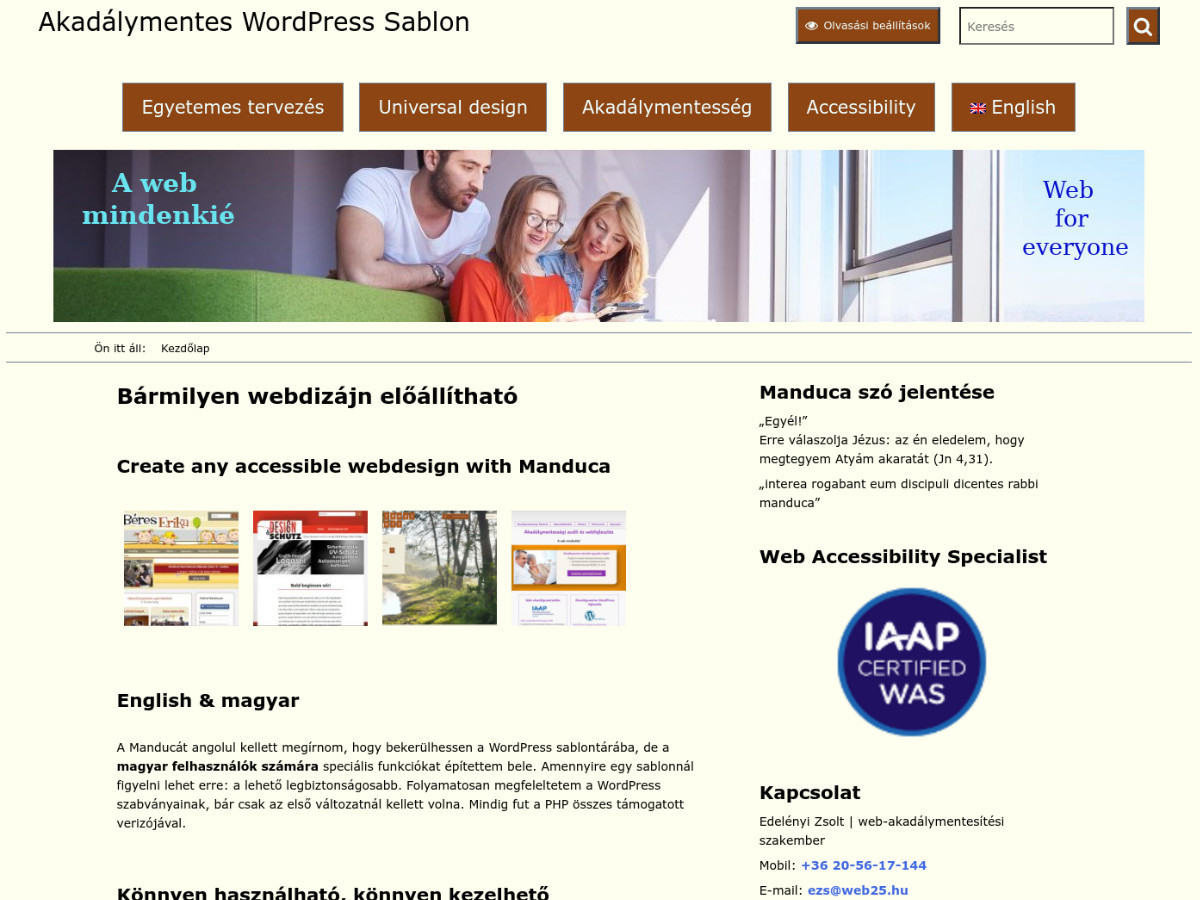 Akadálymentes WordPress Sablon
Olvasási beállítások
Keresés
Egyetemes tervezés
Universal design
Akadálymentesség
Accessibility
English
A web
mindenkié
Web
for
everyone
Ön itt áll: Kezdőlap
Bármilyen webdizájn előállítható
Create any accessible webdesign with Manduca
Béres Erika
DESIGN
SCHUTZ
English & magyar
A Manducát angolul kellett megírnom, hogy bekerülhessen a WordPress sablontárába, de a
magyar felhasználók számára speciális funkciókat építettem bele. Amennyire egy sablonnál
figyelni lehet erre: a lehető legbiztonságosabb. Folyamatosan megfeleltetem a WordPress
szabványainak, bár csak az első változatnál kellett volna. Mindig fut a PHP összes támogatott
verizójával.
Könnyen használható, könnyen kezelhető
Manduca szó jelentése
„Egyél!”
Erre válaszolja Jézus: az én eledelem, hogy
megtegyem Atyám akaratát (Jn 4,31).
„interea rogabant eum discipuli dicentes rabbi
manduca”
Web Accessibility Specialist
IAAP
CERTIFIED
WAS
Kapcsolat
Edelényi Zsolt | web-akadálymentesítési
szakember
Mobil: +36 20-56-17-144
E-mail: ezs@web25.hu